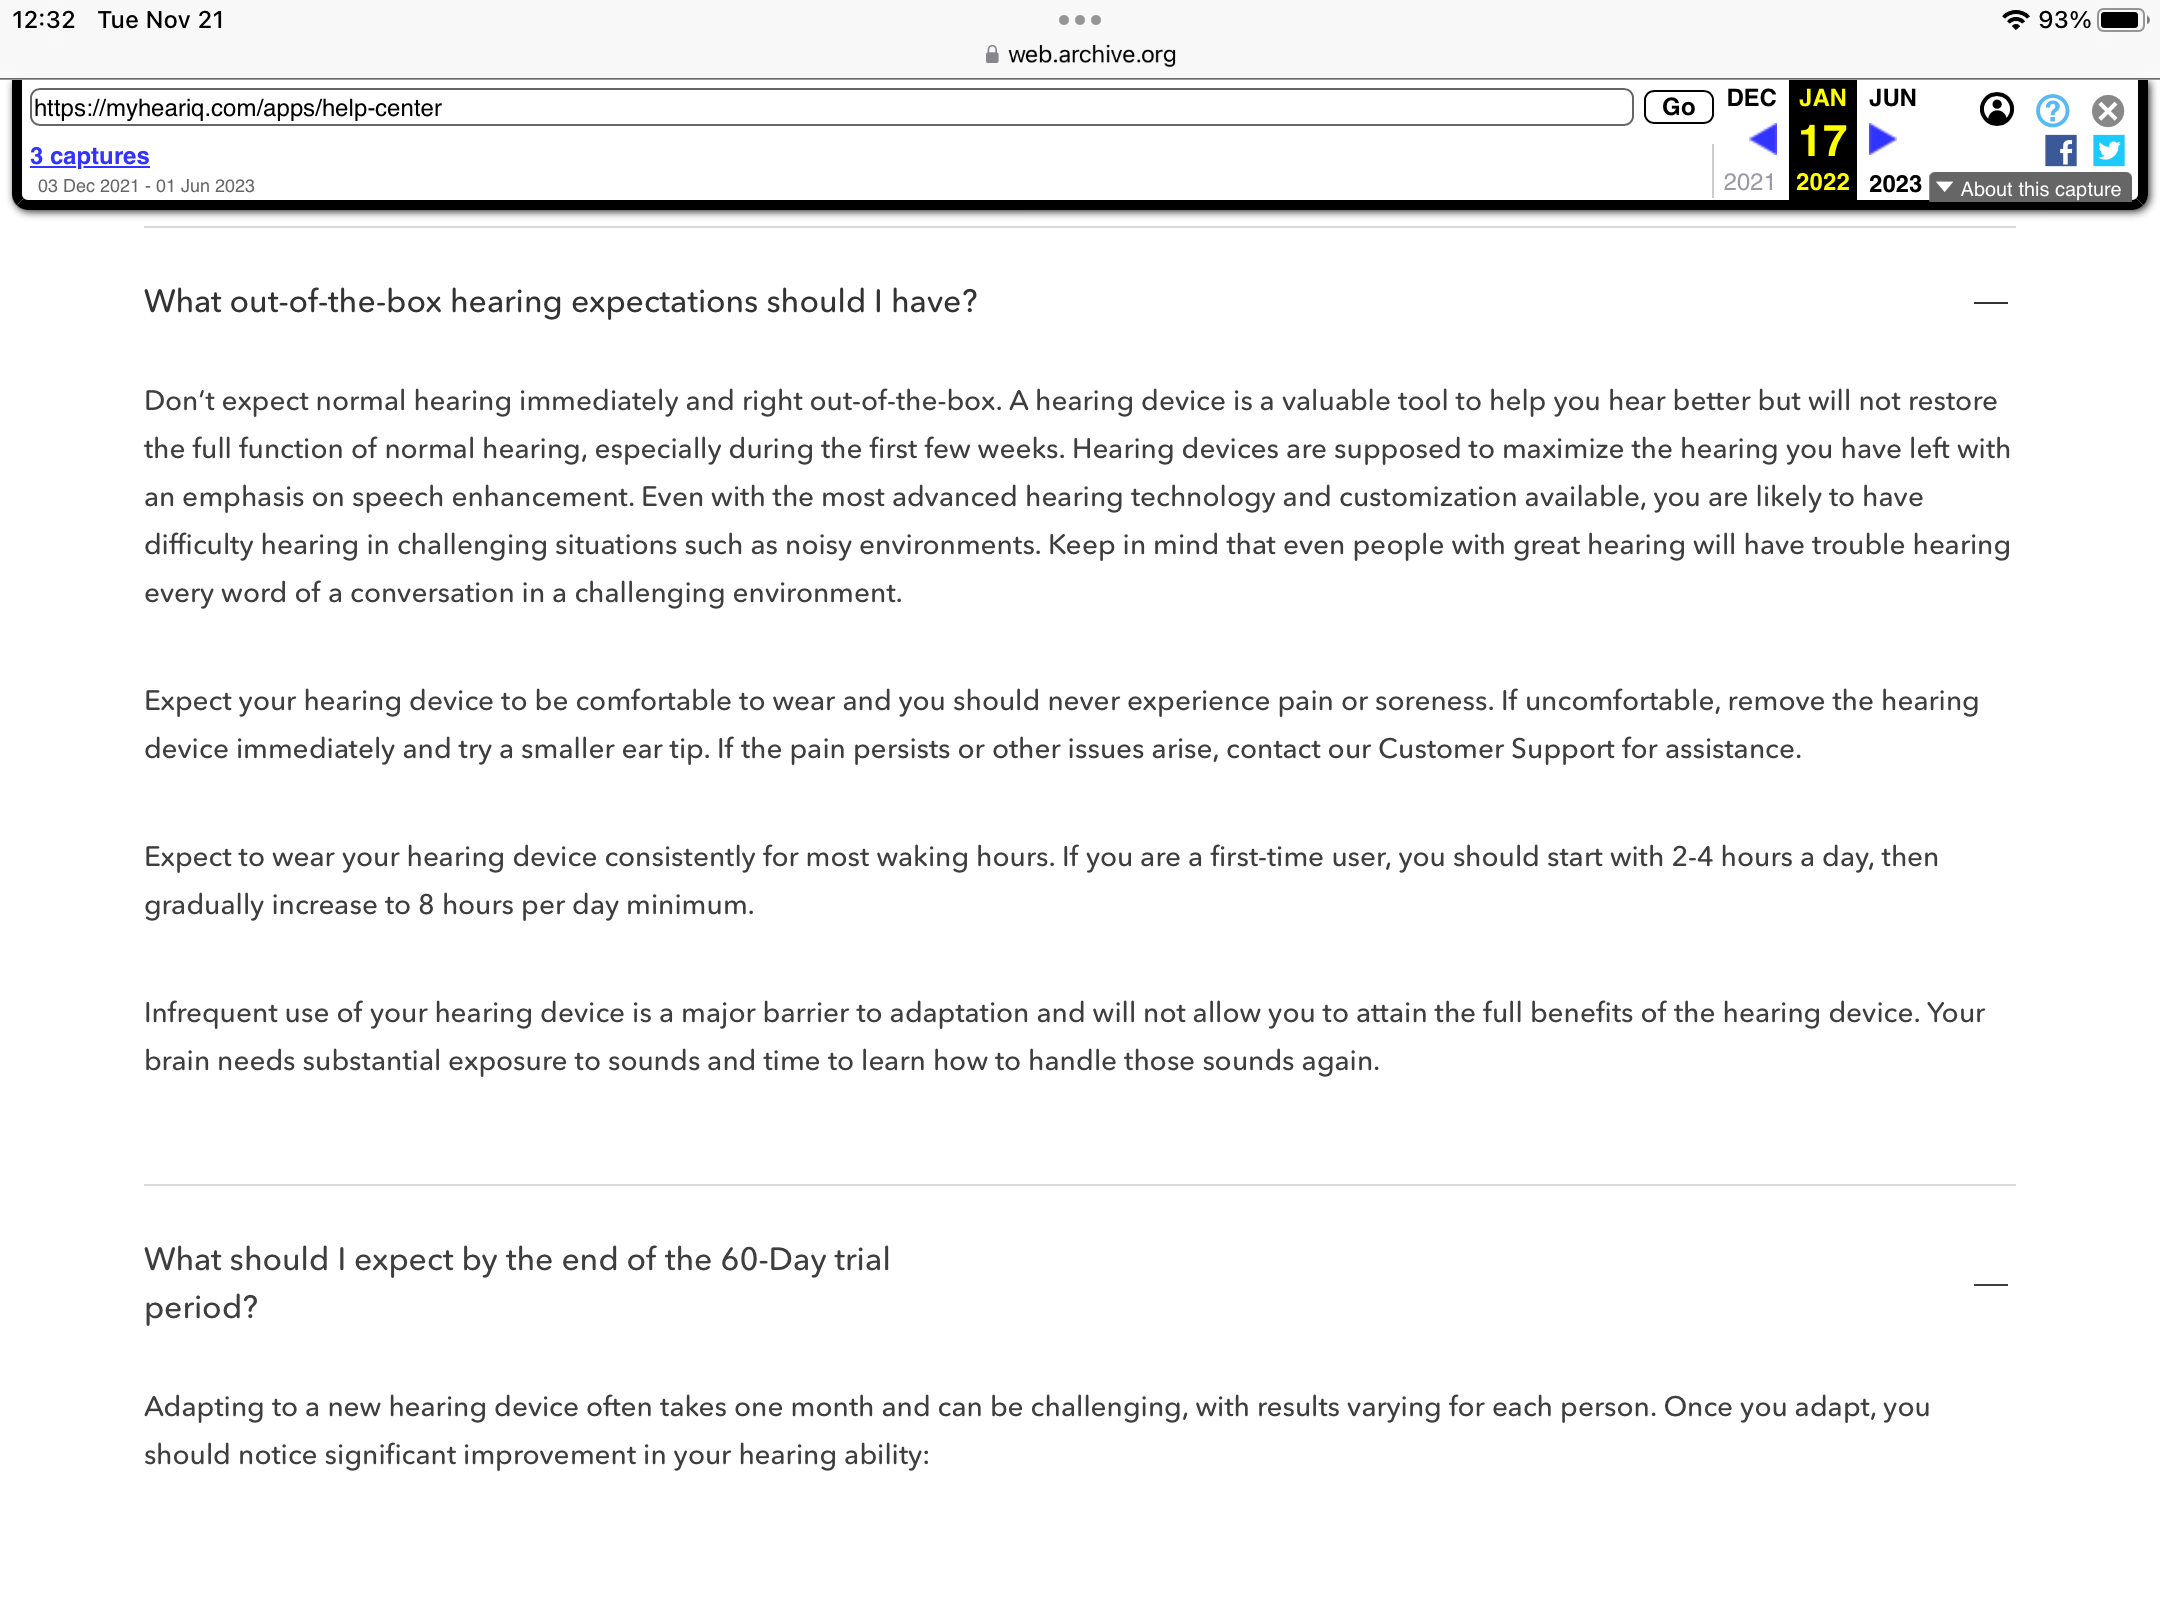 12:32 Tue Nov 21
93%
web.archive.org
https://myheariq.com/apps/help-center
Go
DEC JAN JUN
17
2021 2022 2023
3 captures
03 Dec 2021 - 01 Jun 2023
About this capture
What out-of-the-box hearing expectations should I have?
Don’t expect normal hearing immediately and right out-of-the-box. A hearing device is a valuable tool to help you hear better but will not restore
the full function of normal hearing, especially during the first few weeks. Hearing devices are supposed to maximize the hearing you have left with
an emphasis on speech enhancement. Even with the most advanced hearing technology and customization available, you are likely to have
difficulty hearing in challenging situations such as noisy environments. Keep in mind that even people with great hearing will have trouble hearing
every word of a conversation in a challenging environment.
Expect your hearing device to be comfortable to wear and you should never experience pain or soreness. If uncomfortable, remove the hearing
device immediately and try a smaller ear tip. If the pain persists or other issues arise, contact our Customer Support for assistance.
Expect to wear your hearing device consistently for most waking hours. If you are a first-time user, you should start with 2-4 hours a day, then
gradually increase to 8 hours per day minimum.
Infrequent use of your hearing device is a major barrier to adaptation and will not allow you to attain the full benefits of the hearing device. Your
brain needs substantial exposure to sounds and time to learn how to handle those sounds again.
What should I expect by the end of the 60-Day trial
period?
Adapting to a new hearing device often takes one month and can be challenging, with results varying for each person. Once you adapt, you
should notice significant improvement in your hearing ability: